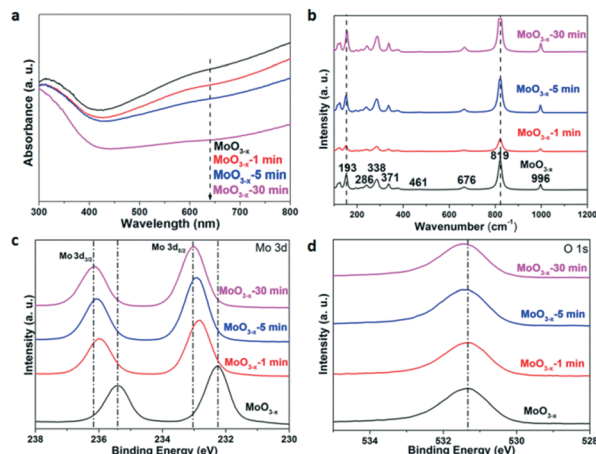 a
Absorbance (a. u.)
MoO3-x
MoO3-x-1 min
MoO3-x-5 min
MoO3-x-30 min
300 400 500 600 700 800
Wavelength (nm)
b
Intensity (a. u.)
MoO3-x-30 min
MoO3-x-5 min
MoO3-x-1 min
MoO3-x
193 286 338 371 461 676 819 996
200 400 600 800 1000 1200
Wavenumber (cm-1)
c
Intensity (a. u.)
Mo 3d
Mo 3d3/2
Mo 3d5/2
MoO3-x-30 min
MoO3-x-5 min
MoO3-x-1 min
MoO3-x
238 236 234 232 230
Binding Energy (eV)
d
Intensity (a. u.)
O 1s
MoO3-x-30 min
MoO3-x-5 min
MoO3-x-1 min
MoO3-x
534 532 530 528
Binding Energy (eV)